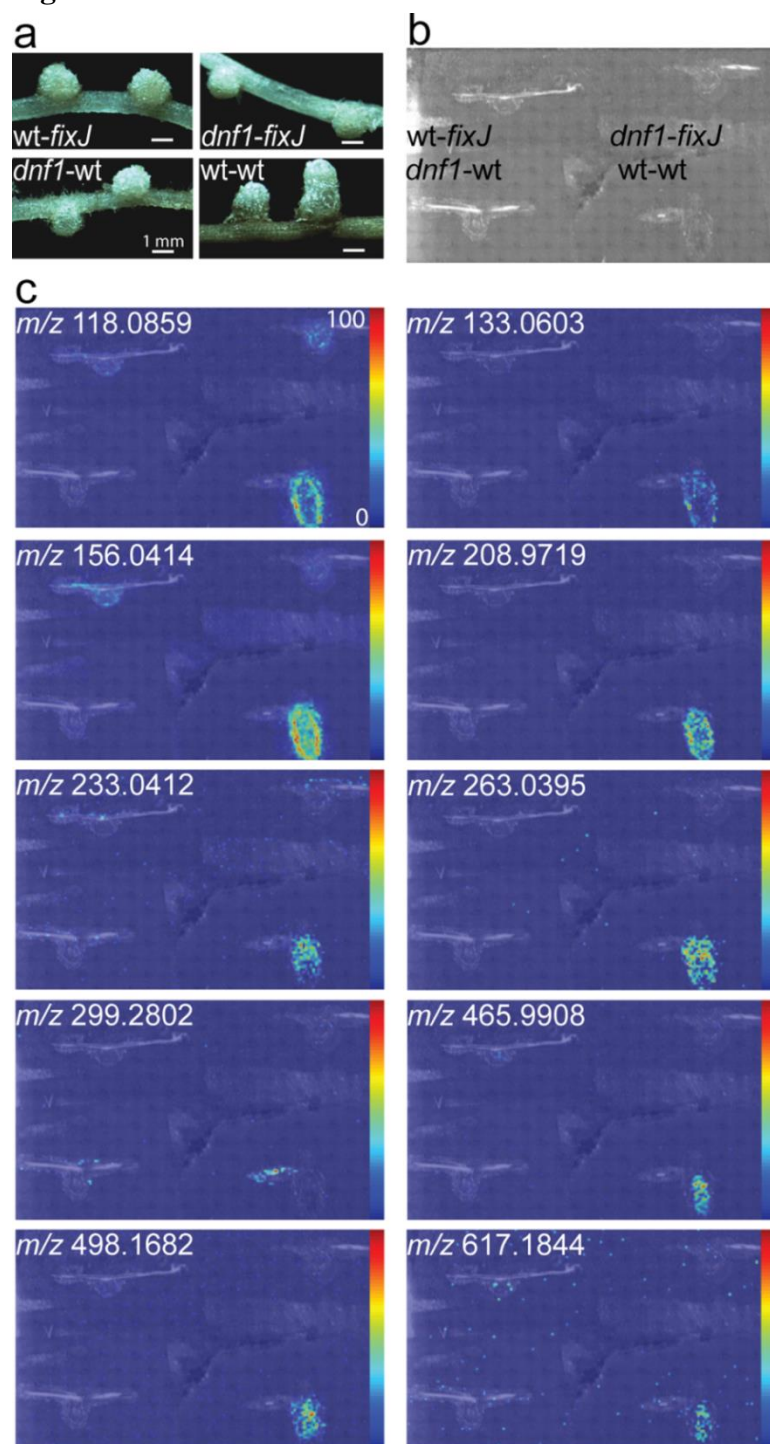 a
wt-fixJ
dnf1-fixJ
dnf1-wt
wt-wt
1 mm
b
wt-fixJ
dnf1-fixJ
dnf1-wt
wt-wt
c
m/z 118.0859
100
0
m/z 133.0603
m/z 156.0414
m/z 208.9719
m/z 233.0412
m/z 263.0395
m/z 299.2802
m/z 465.9908
m/z 498.1682
m/z 617.1844